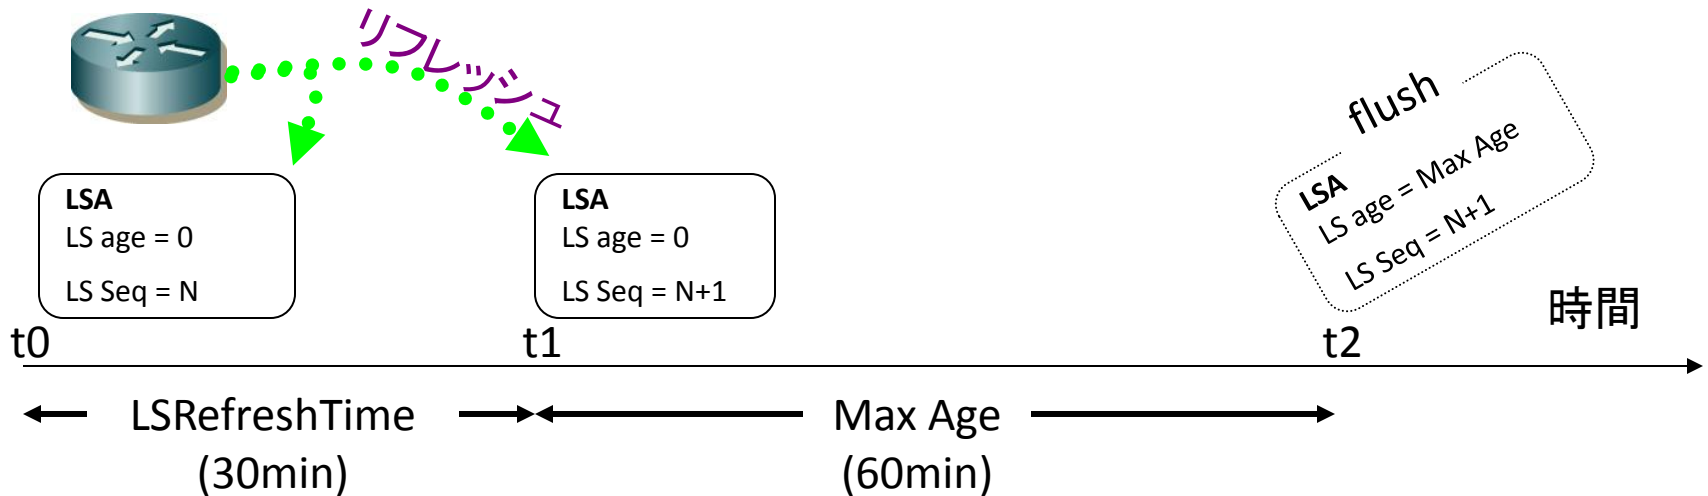 リフレッシュ
LSA
LS age = 0
LS Seq = N
LSA
LS age = 0
LS Seq = N+1
flush
LSA
LS age = Max Age
LS Seq = N+1
時間
t0
t1
t2
LSRefreshTime
(30min)
Max Age
(60min)